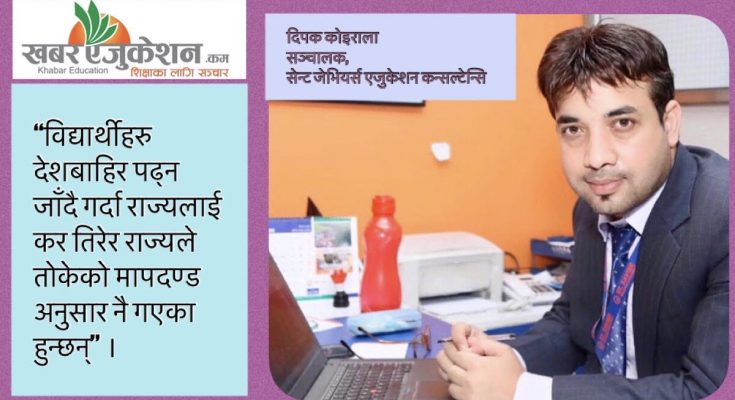 खबर एजुकेशन.कम
Khabar Education
शिक्षाका लागि सञ्चार
दिपक कोइराला
सञ्चालक,
सेन्ट जेभियर्स एजुकेशन कन्सल्टेन्सि
“विद्यार्थीहरु
देशबाहिर पढ्न
जाँदै गर्दा राज्यलाई
कर तिरेर राज्यले
तोकेको मापदण्ड
अनुसार नै गएका
हुन्छन्” ।